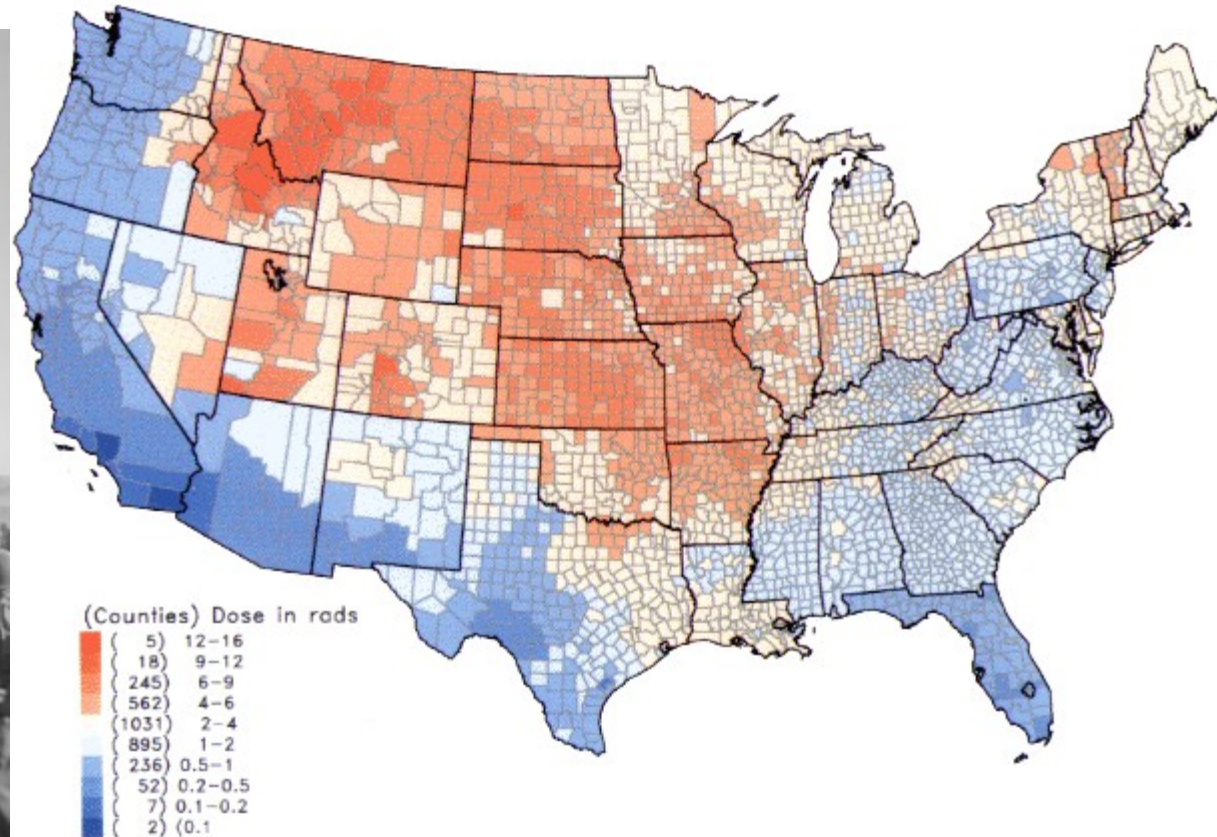 (Counties) Dose in rads
( 5) 12-16
( 18) 9-12
( 245) 6-9
( 562) 4-6
(1031) 2-4
( 895) 1-2
( 236) 0.5-1
( 52) 0.2-0.5
( 7) 0.1-0.2
( 2) <0.1